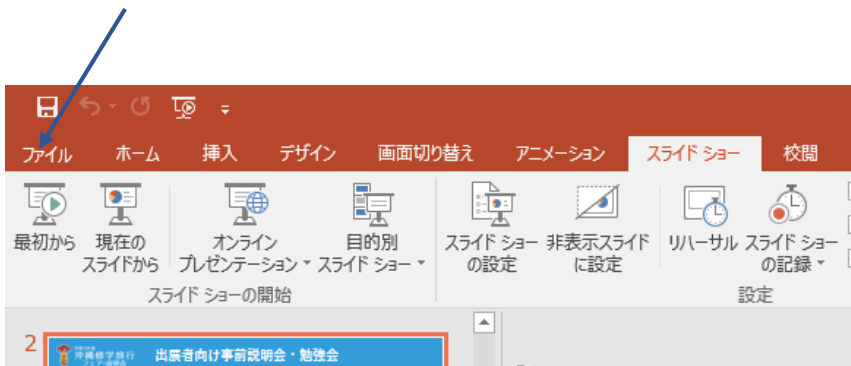 ファイル ホーム 挿入 デザイン 画面切り替え アニメーション スライド ショー 校閲
最初から 現在の オンライン 目的別 スライド ショー 非表示スライド リハーサル スライド ショー
スライドから プレゼンテーション スライド ショー の設定 に設定 の記録
スライド ショーの開始 設定
2
沖縄修学旅行 出展者向け事前説明会・勉強会